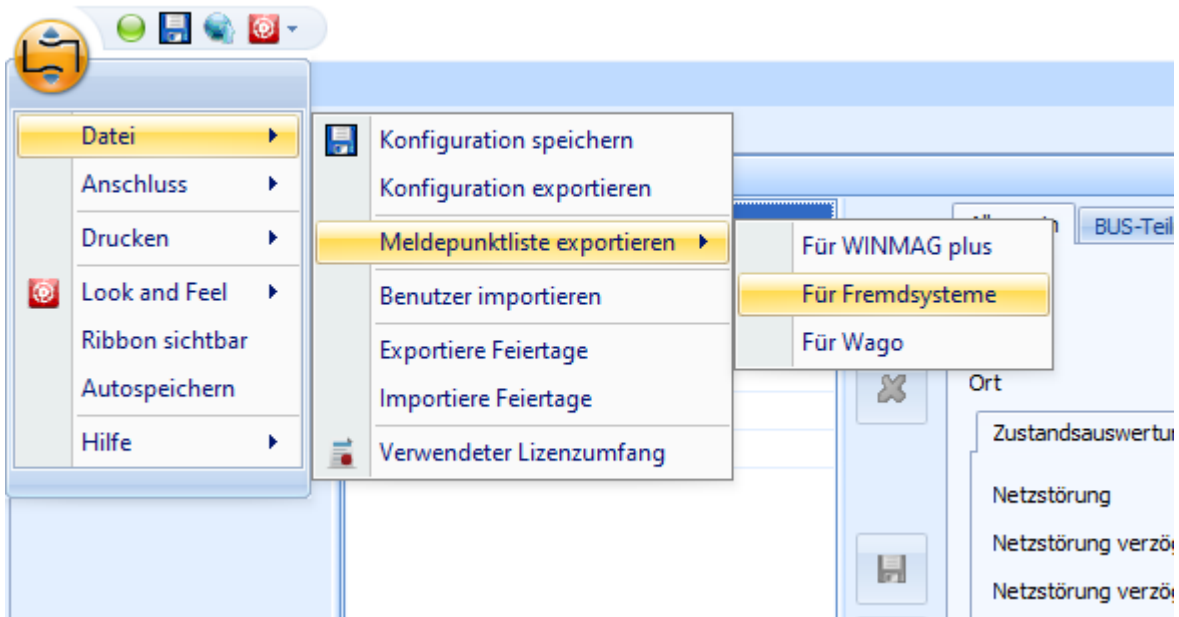 Datei
Anschluss
Drucken
Look and Feel
Ribbon sichtbar
Autospeichern
Hilfe
Konfiguration speichern
Konfiguration exportieren
Meldepunktliste exportieren
Benutzer importieren
Exportiere Feiertage
Importiere Feiertage
Verwendeter Lizenzumfang
Für WINMAG plus
Für Fremdsysteme
Für Wago
BUS-Teil
Ort
Zustandsauswertu
Netzstörung
Netzstörung verzö
Netzstörung verzö